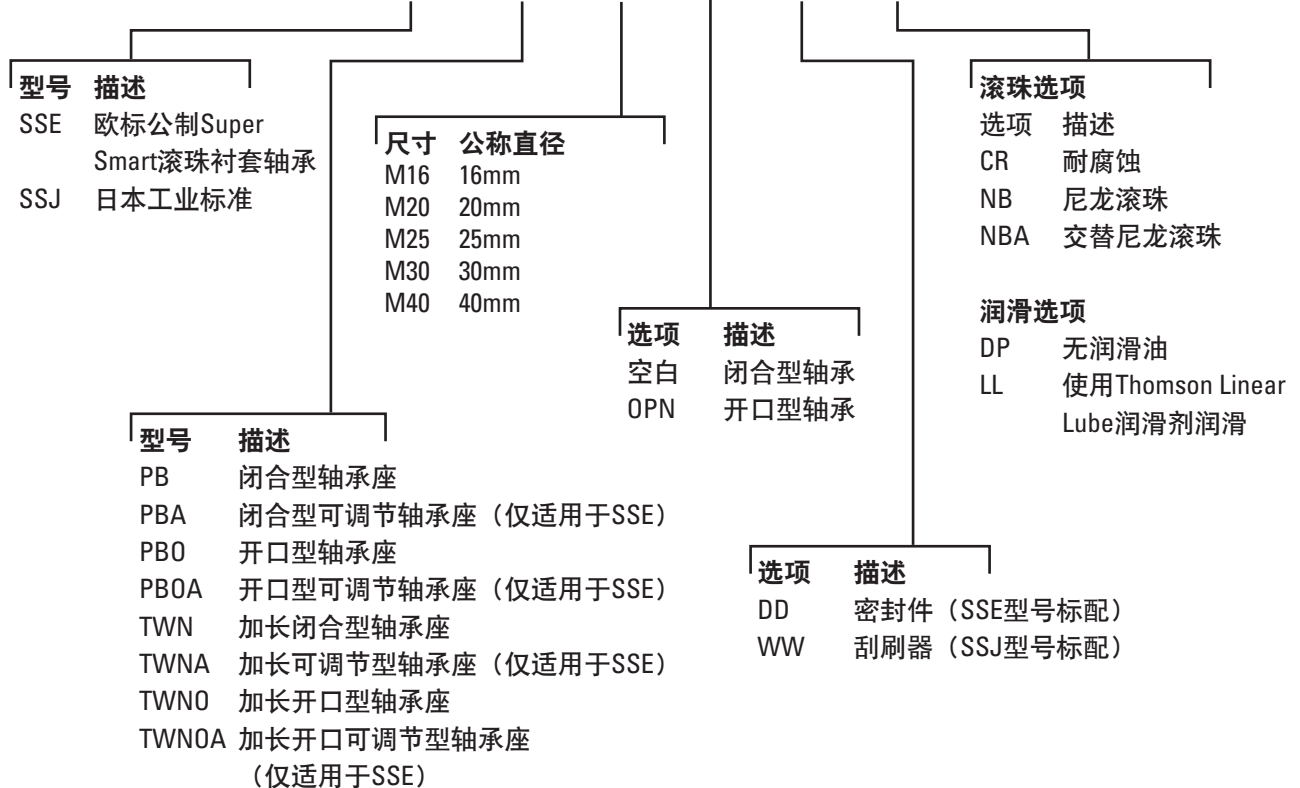 型号 描述
SSE 欧标公制Super
Smart滚珠衬套轴承
SSJ 日本工业标准
尺寸 公称直径
M16 16mm
M20 20mm
M25 25mm
M30 30mm
M40 40mm
滚珠选项
选项 描述
CR 耐腐蚀
NB 尼龙滚珠
NBA 交替尼龙滚珠
润滑选项
DP 无润滑油
LL 使用Thomson Linear
Lube润滑剂润滑
选项 描述
空白 闭合型轴承
OPN 开口型轴承
型号 描述
PB 闭合型轴承座
PBA 闭合型可调节轴承座（仅适用于SSE）
PBO 开口型轴承座
PBOA 开口型可调节轴承座（仅适用于SSE）
TWN 加长闭合型轴承座
TWNA 加长可调节型轴承座（仅适用于SSE）
TWNO 加长开口型轴承座
TWNOA 加长开口可调节型轴承座
（仅适用于SSE）
选项 描述
DD 密封件（SSE型号标配）
WW 刮刷器（SSJ型号标配）